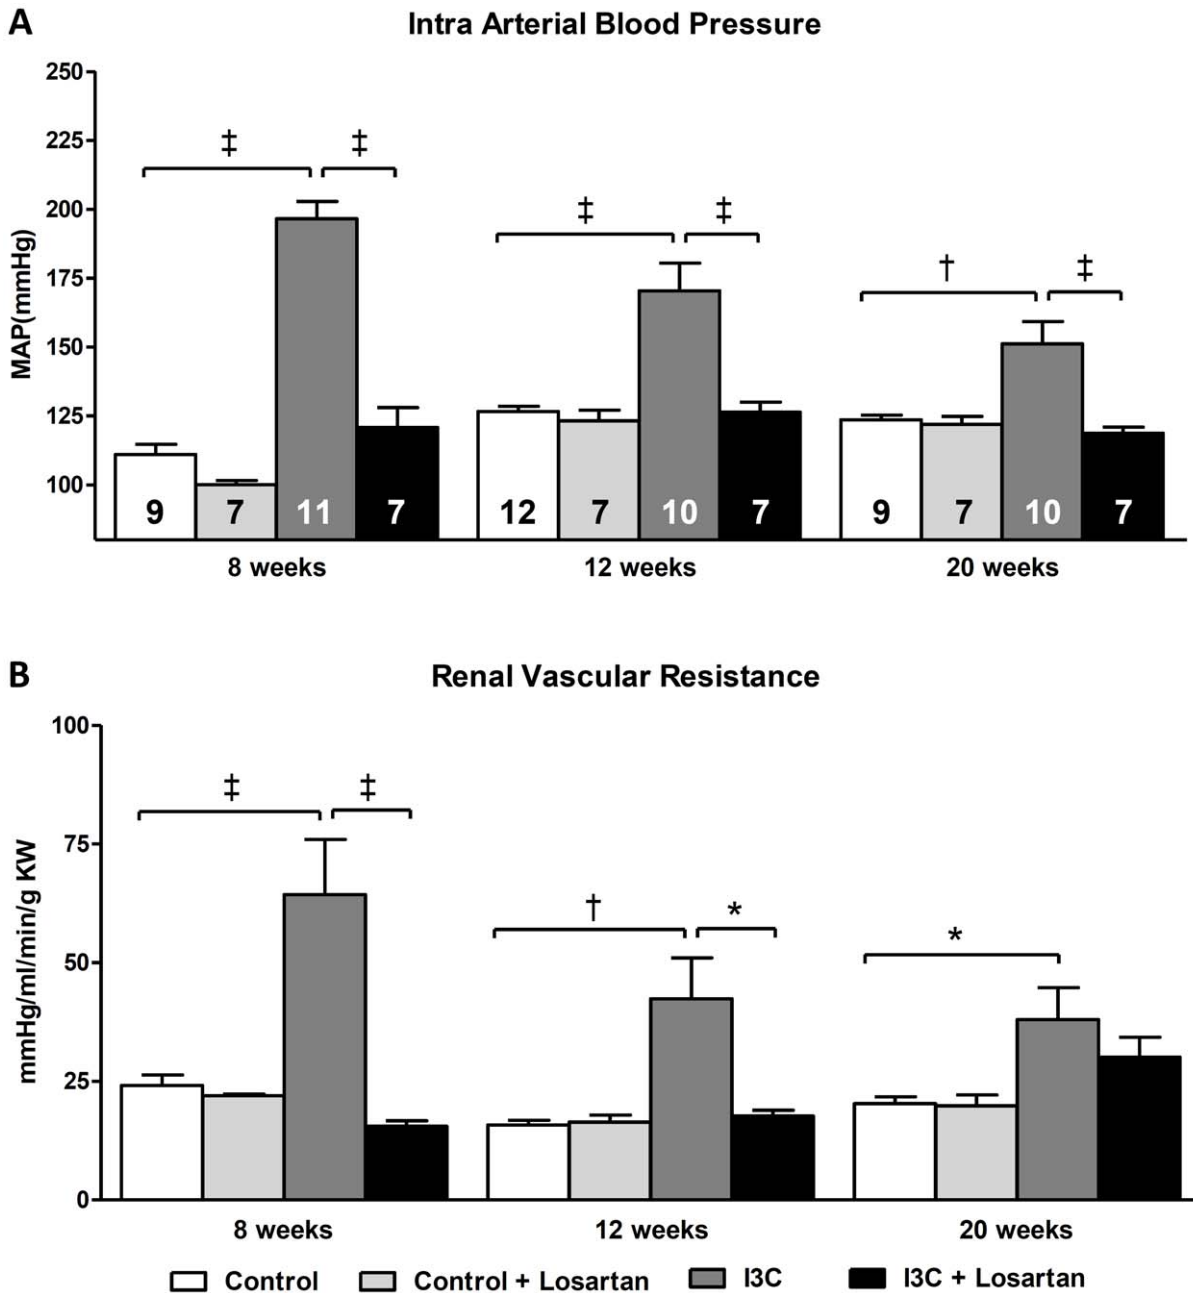 A
Intra Arterial Blood Pressure
250
225
200
175
150
125
100
MAP(mmHg)
‡ ‡
‡ ‡
† ‡
9 7 11 7 12 7 10 7 9 7 10 7
8 weeks 12 weeks 20 weeks
B
Renal Vascular Resistance
100
75
50
25
0
mmHg/ml/min/g KW
‡ ‡
† *
*
8 weeks 12 weeks 20 weeks
Control Control + Losartan I3C I3C + Losartan